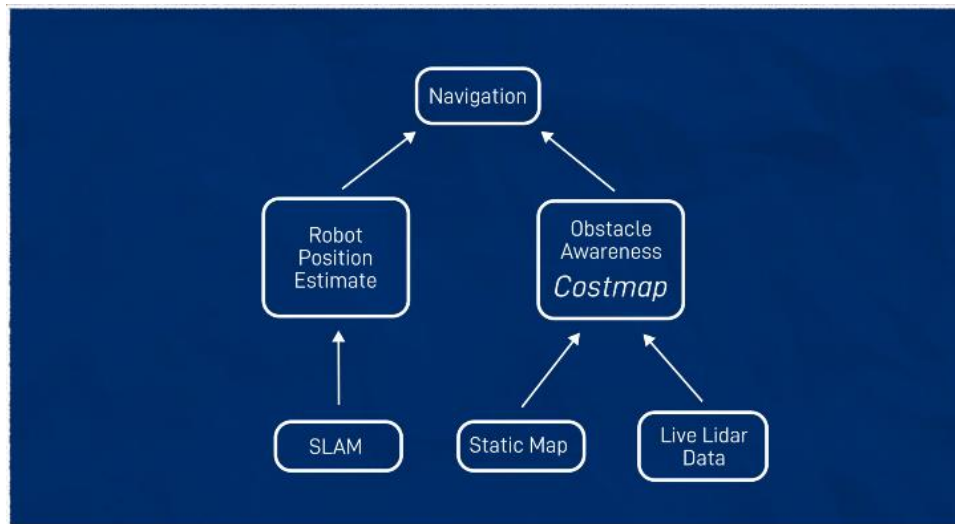 Navigation
Robot
Position
Estimate
Obstacle
Awareness
Costmap
SLAM
Static Map
Live Lidar
Data